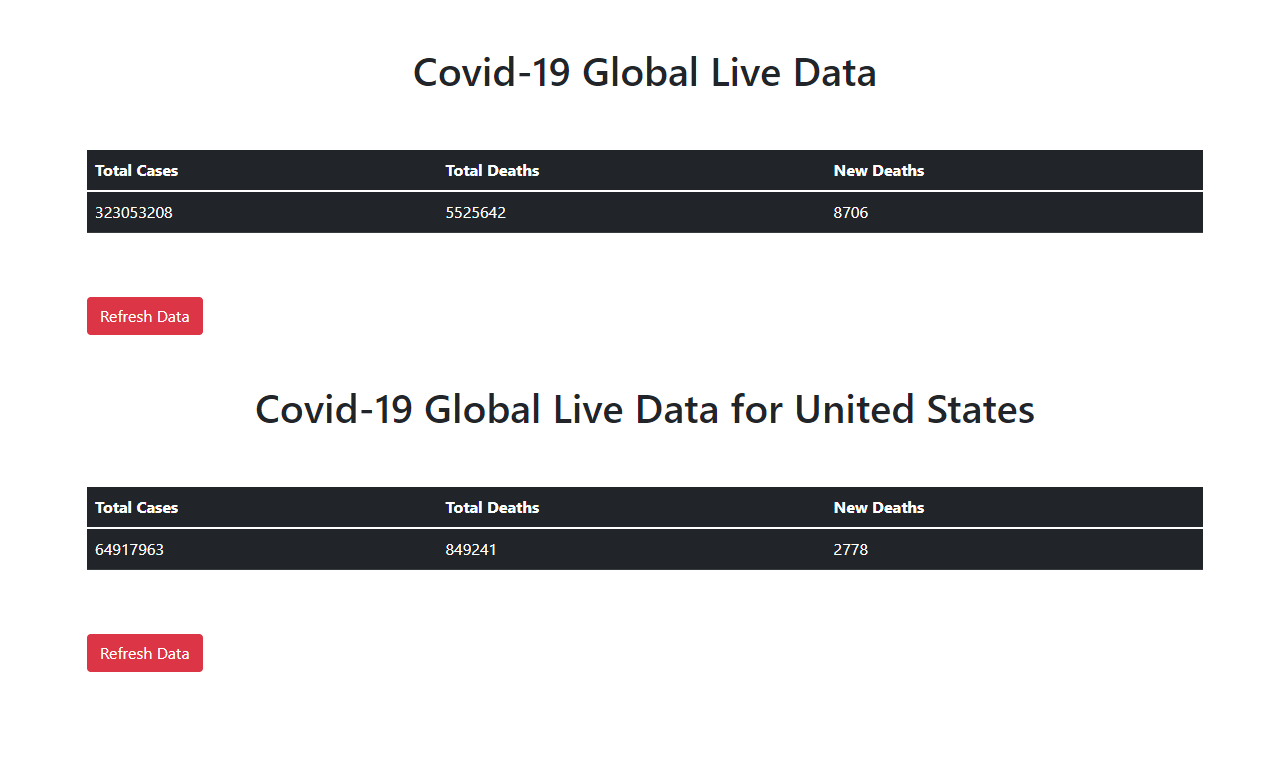 Covid-19 Global Live Data
Total Cases Total Deaths New Deaths
323053208 5525642 8706
Refresh Data
Covid-19 Global Live Data for United States
Total Cases Total Deaths New Deaths
64917963 849241 2778
Refresh Data